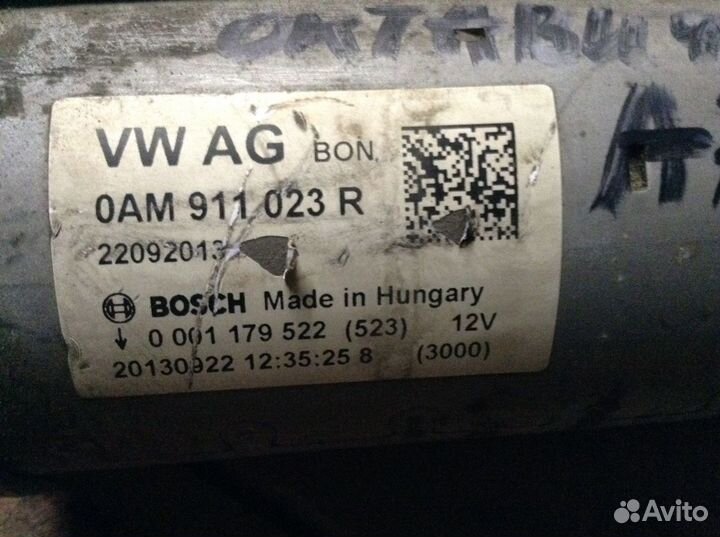 ОКТАВИЯ
VW AG BON.
0AM 911 023 R
22092013
BOSCH Made in Hungary
↓ 0 001 179 522 (523) 12V
20130922 12:35:25 8 (3000)
Avito